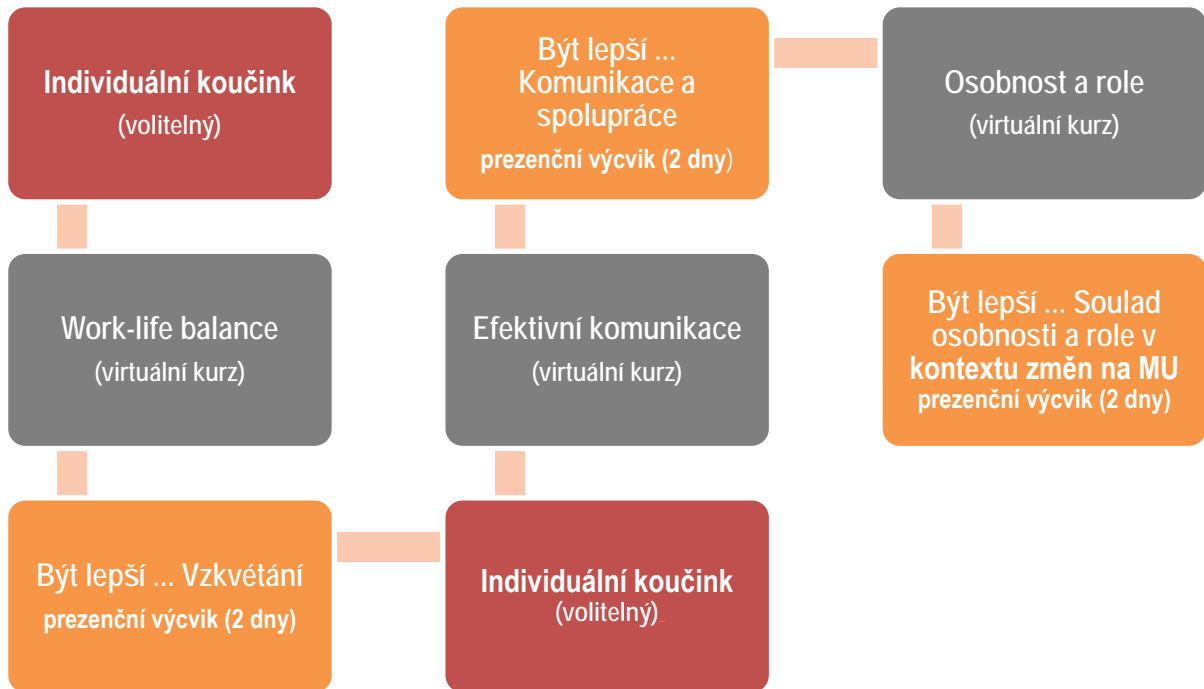 Individuální koučink
(volitelný)
Work-life balance
(virtuální kurz)
Být lepší ... Vzkvétání
prezenční výcvik (2 dny)
Individuální koučink
(volitelný)
Efektivní komunikace
(virtuální kurz)
Být lepší ...
Komunikace a
spolupráce
prezenční výcvik (2 dny)
Osobnost a role
(virtuální kurz)
Být lepší ... Soulad
osobnosti a role v
kontextu změn na MU
prezenční výcvik (2 dny)